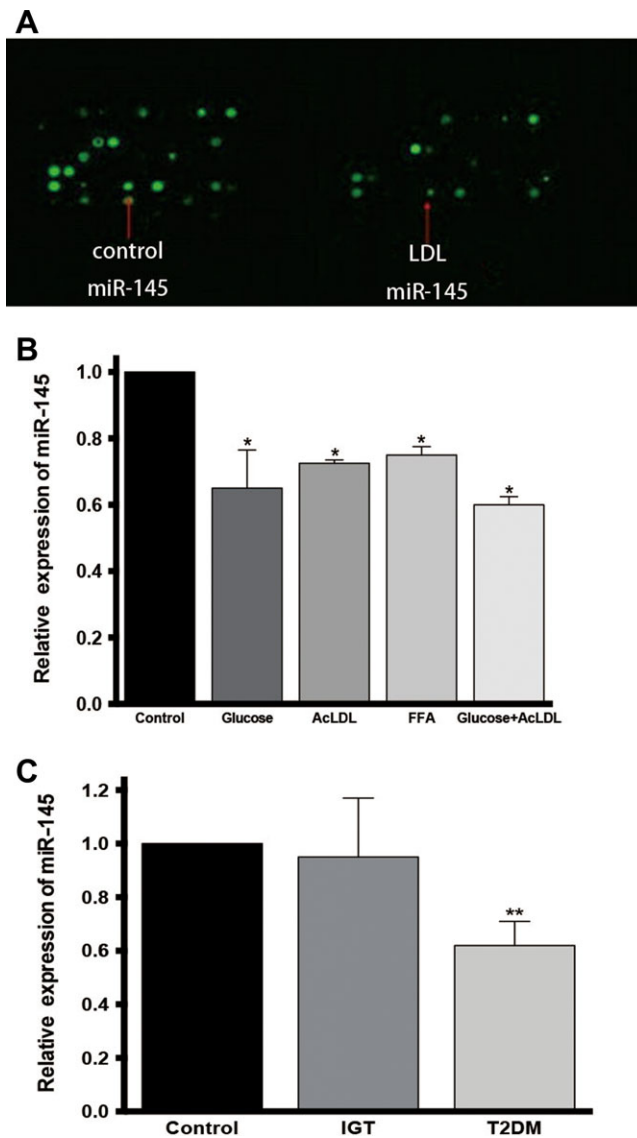 A
control
miR-145
LDL
miR-145
B
Relative expression of miR-145
1.0
0.8
0.6
0.4
0.2
0.0
*
*
*
*
Control Glucose AcLDL FFA Glucose+AcLDL
C
Relative expression of miR-145
1.2
1.0
0.8
0.6
0.4
0.2
0.0
**
Control IGT T2DM